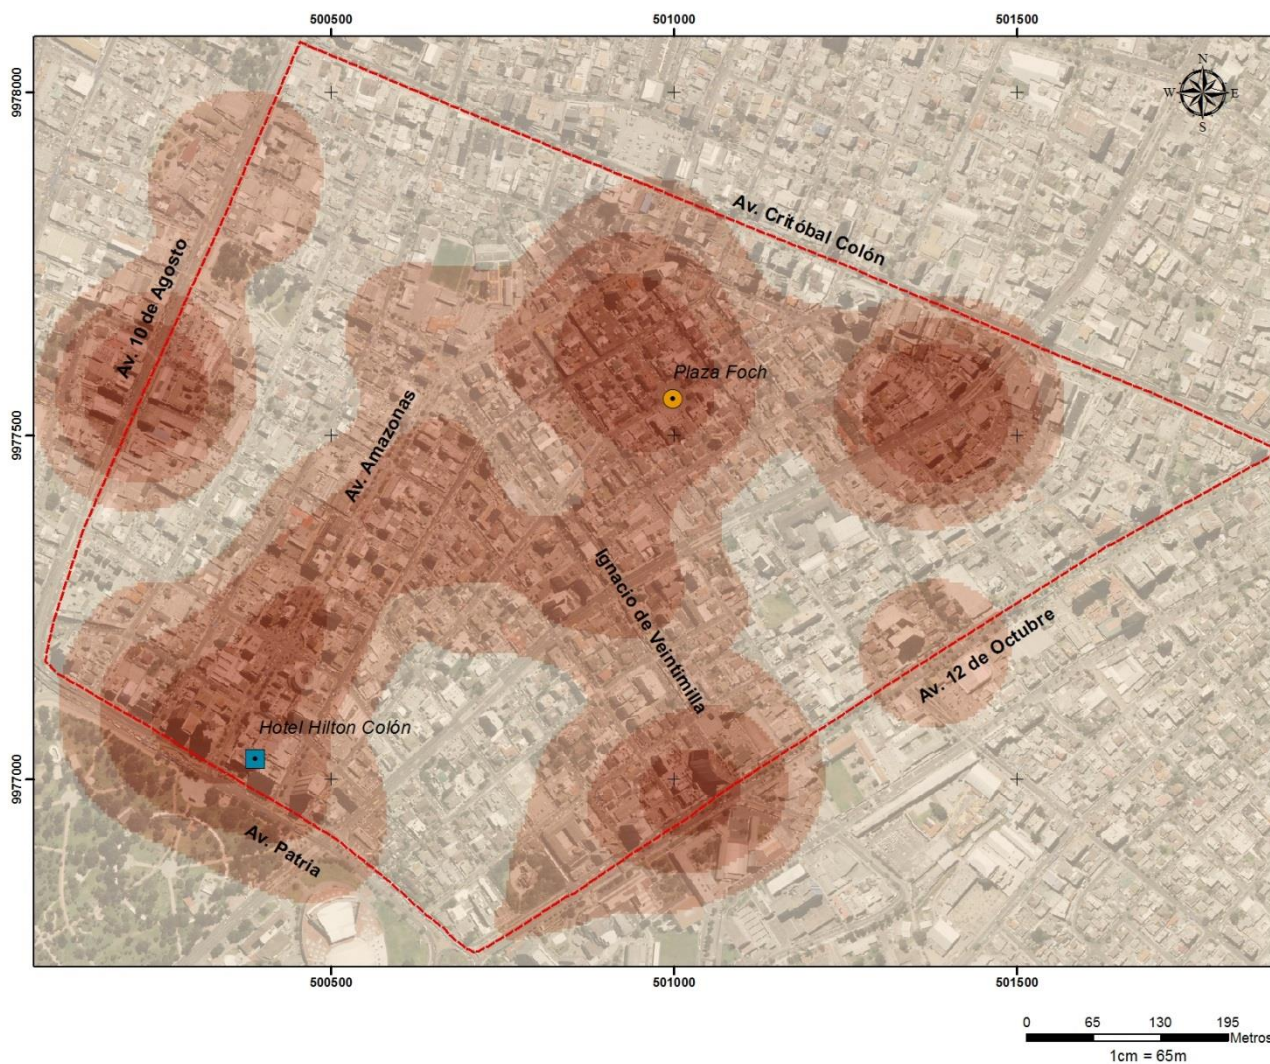 500500 501000 501500
9978000
N
W E
S
Av. Critóbal Colón
Av. 10 de Agosto
Plaza Foch
9977500
Av. Amazonas
Ignacio de Veintimilla
Av. 12 de Octubre
Hotel Hilton Colón
9977000
Av. Patria
500500 501000 501500
0 65 130 195
Metros
1cm = 65m